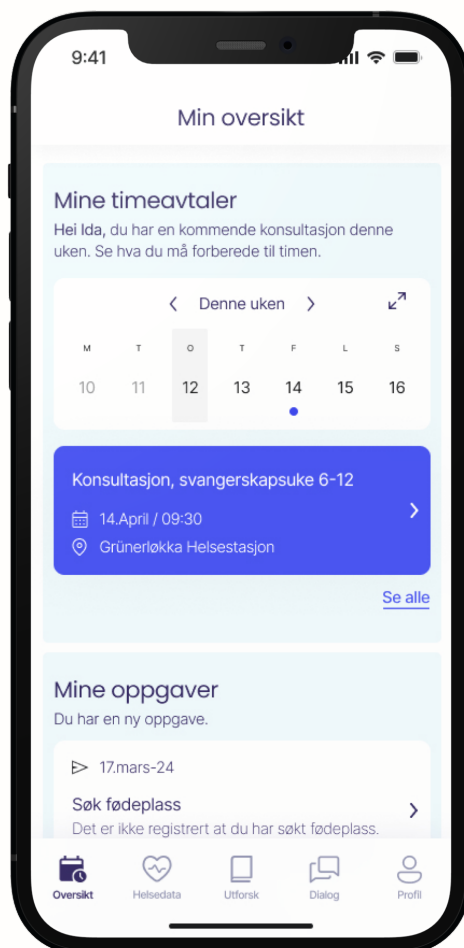 9:41
Min oversikt
Mine timeavtaler
Hei Ida, du har en kommende konsultasjon denne
uken. Se hva du må forberede til timen.
Denne uken
M T O T F L S
10 11 12 13 14 15 16
Konsultasjon, svangerskapsuke 6-12
14.April / 09:30
Grünerløkka Helsestasjon
Se alle
Mine oppgaver
Du har en ny oppgave.
17.mars-24
Søk fødeplass
Det er ikke registrert at du har søkt fødeplass.
Oversikt Helsedata Utforsk Dialog Profil